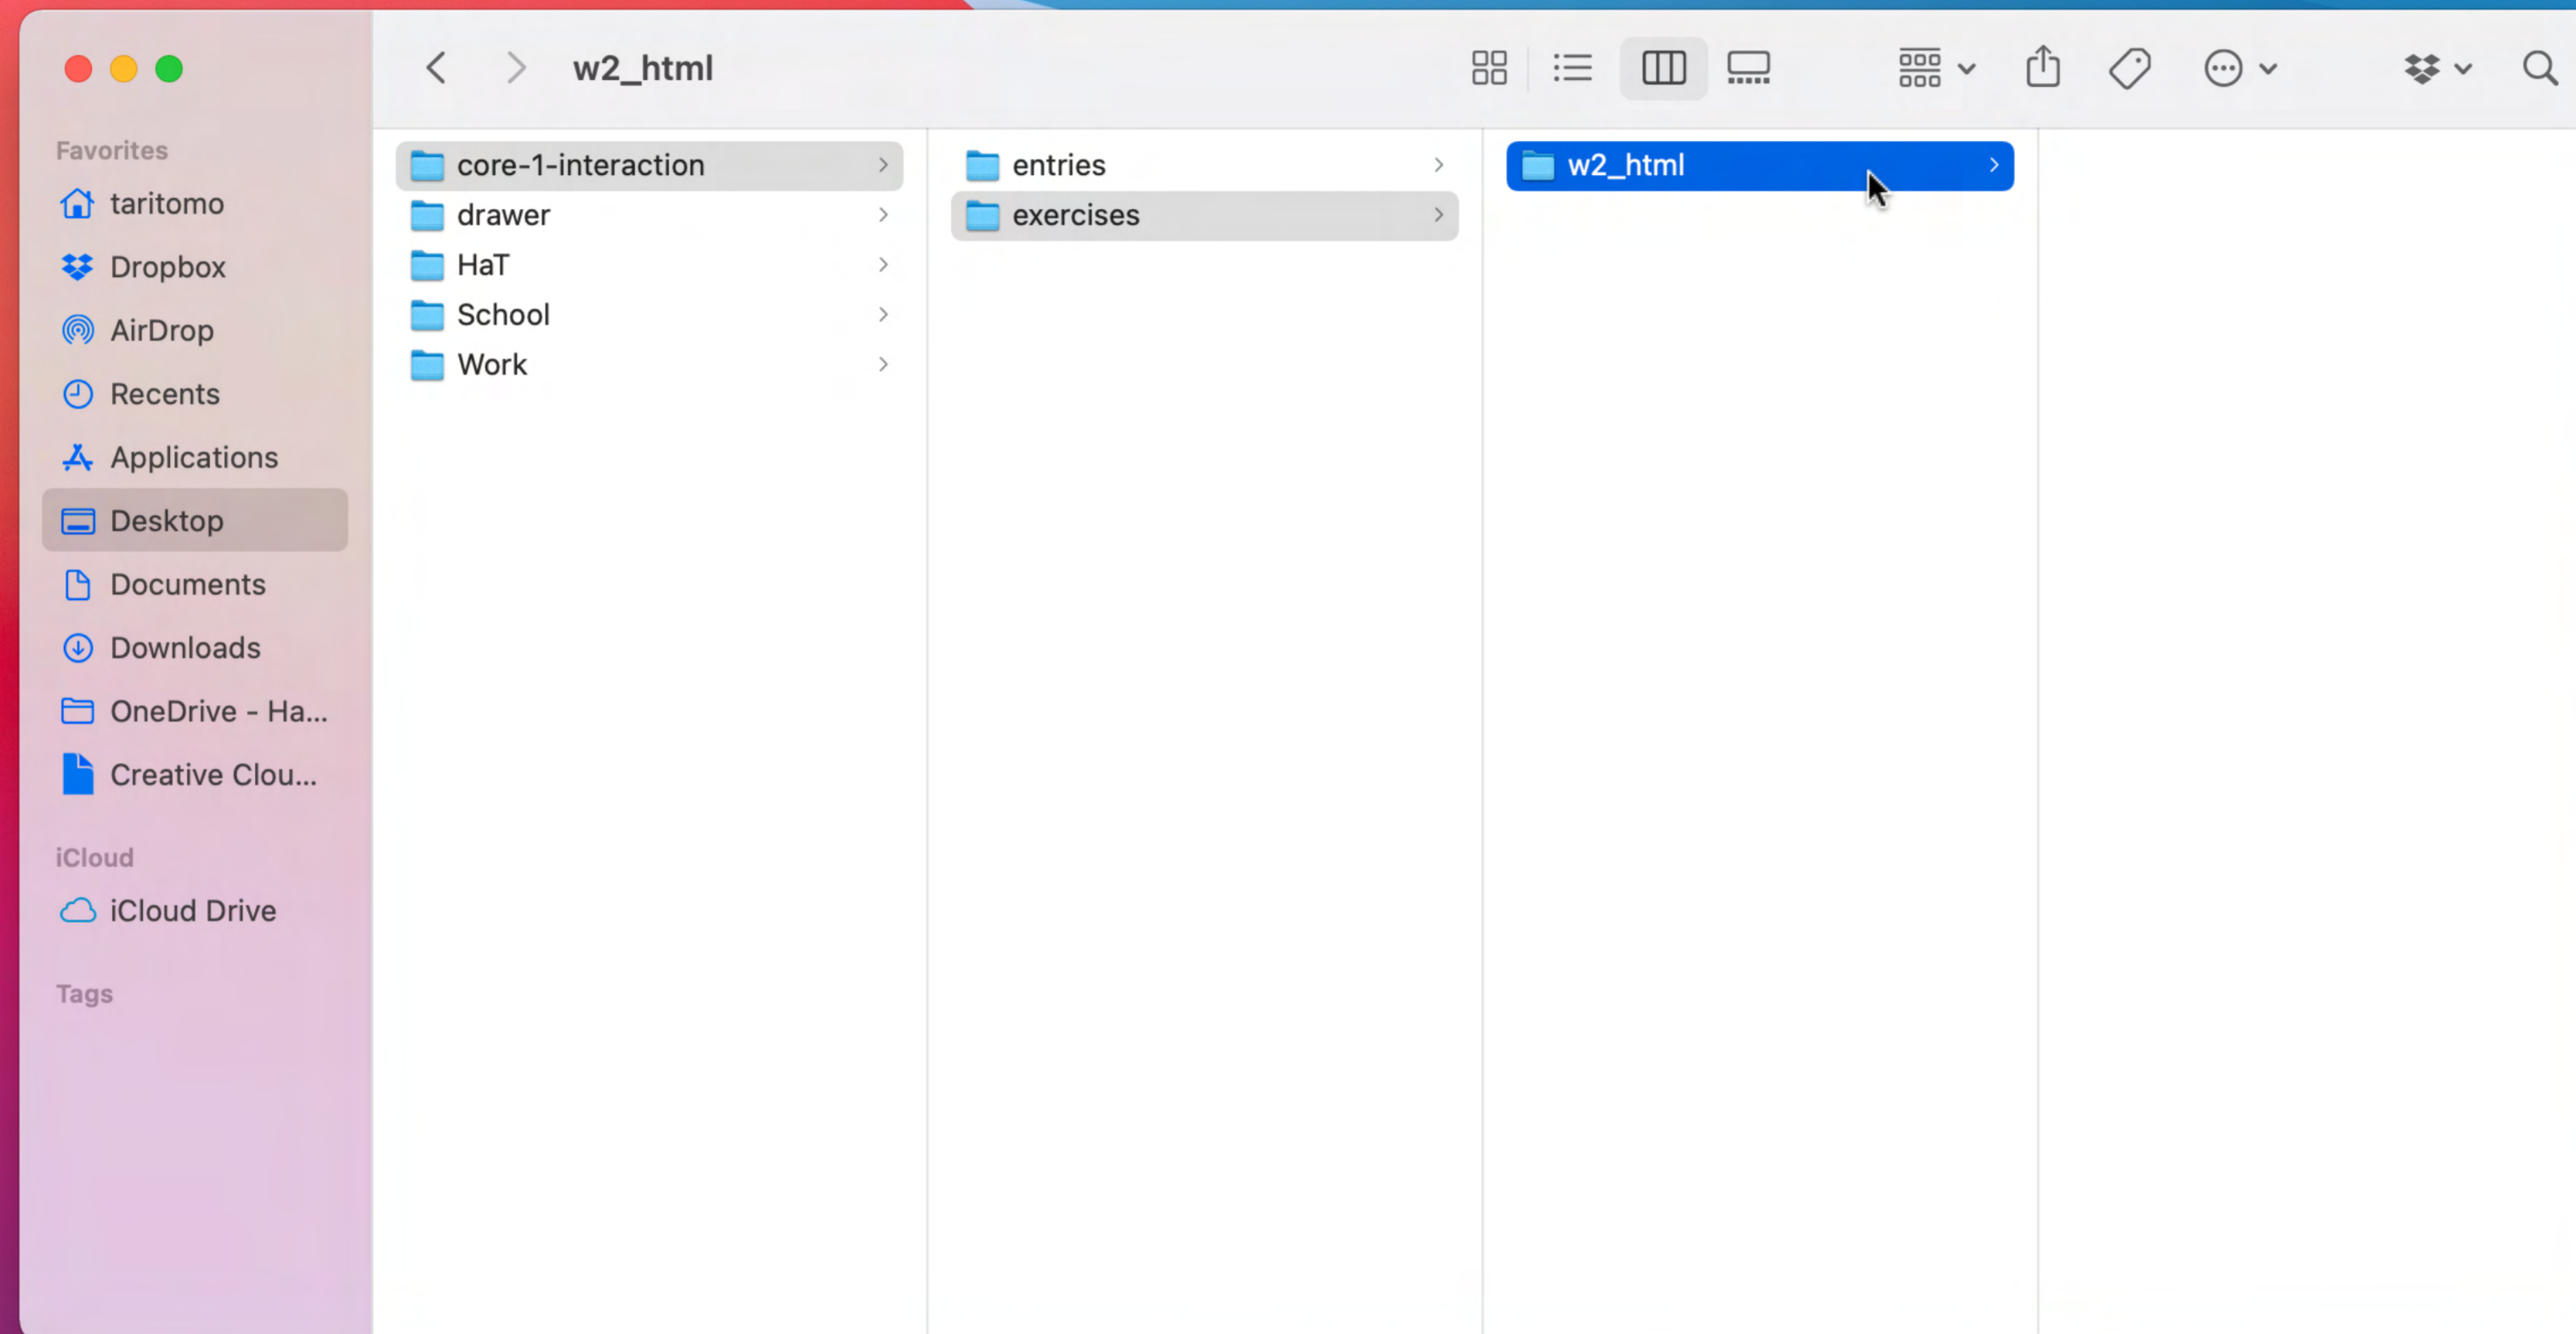 w2_html
Favorites
taritomo
Dropbox
AirDrop
Recents
Applications
Desktop
Documents
Downloads
OneDrive - Ha...
Creative Clou...
iCloud
iCloud Drive
Tags
core-1-interaction
drawer
HaT
School
Work
entries
exercises
w2_html